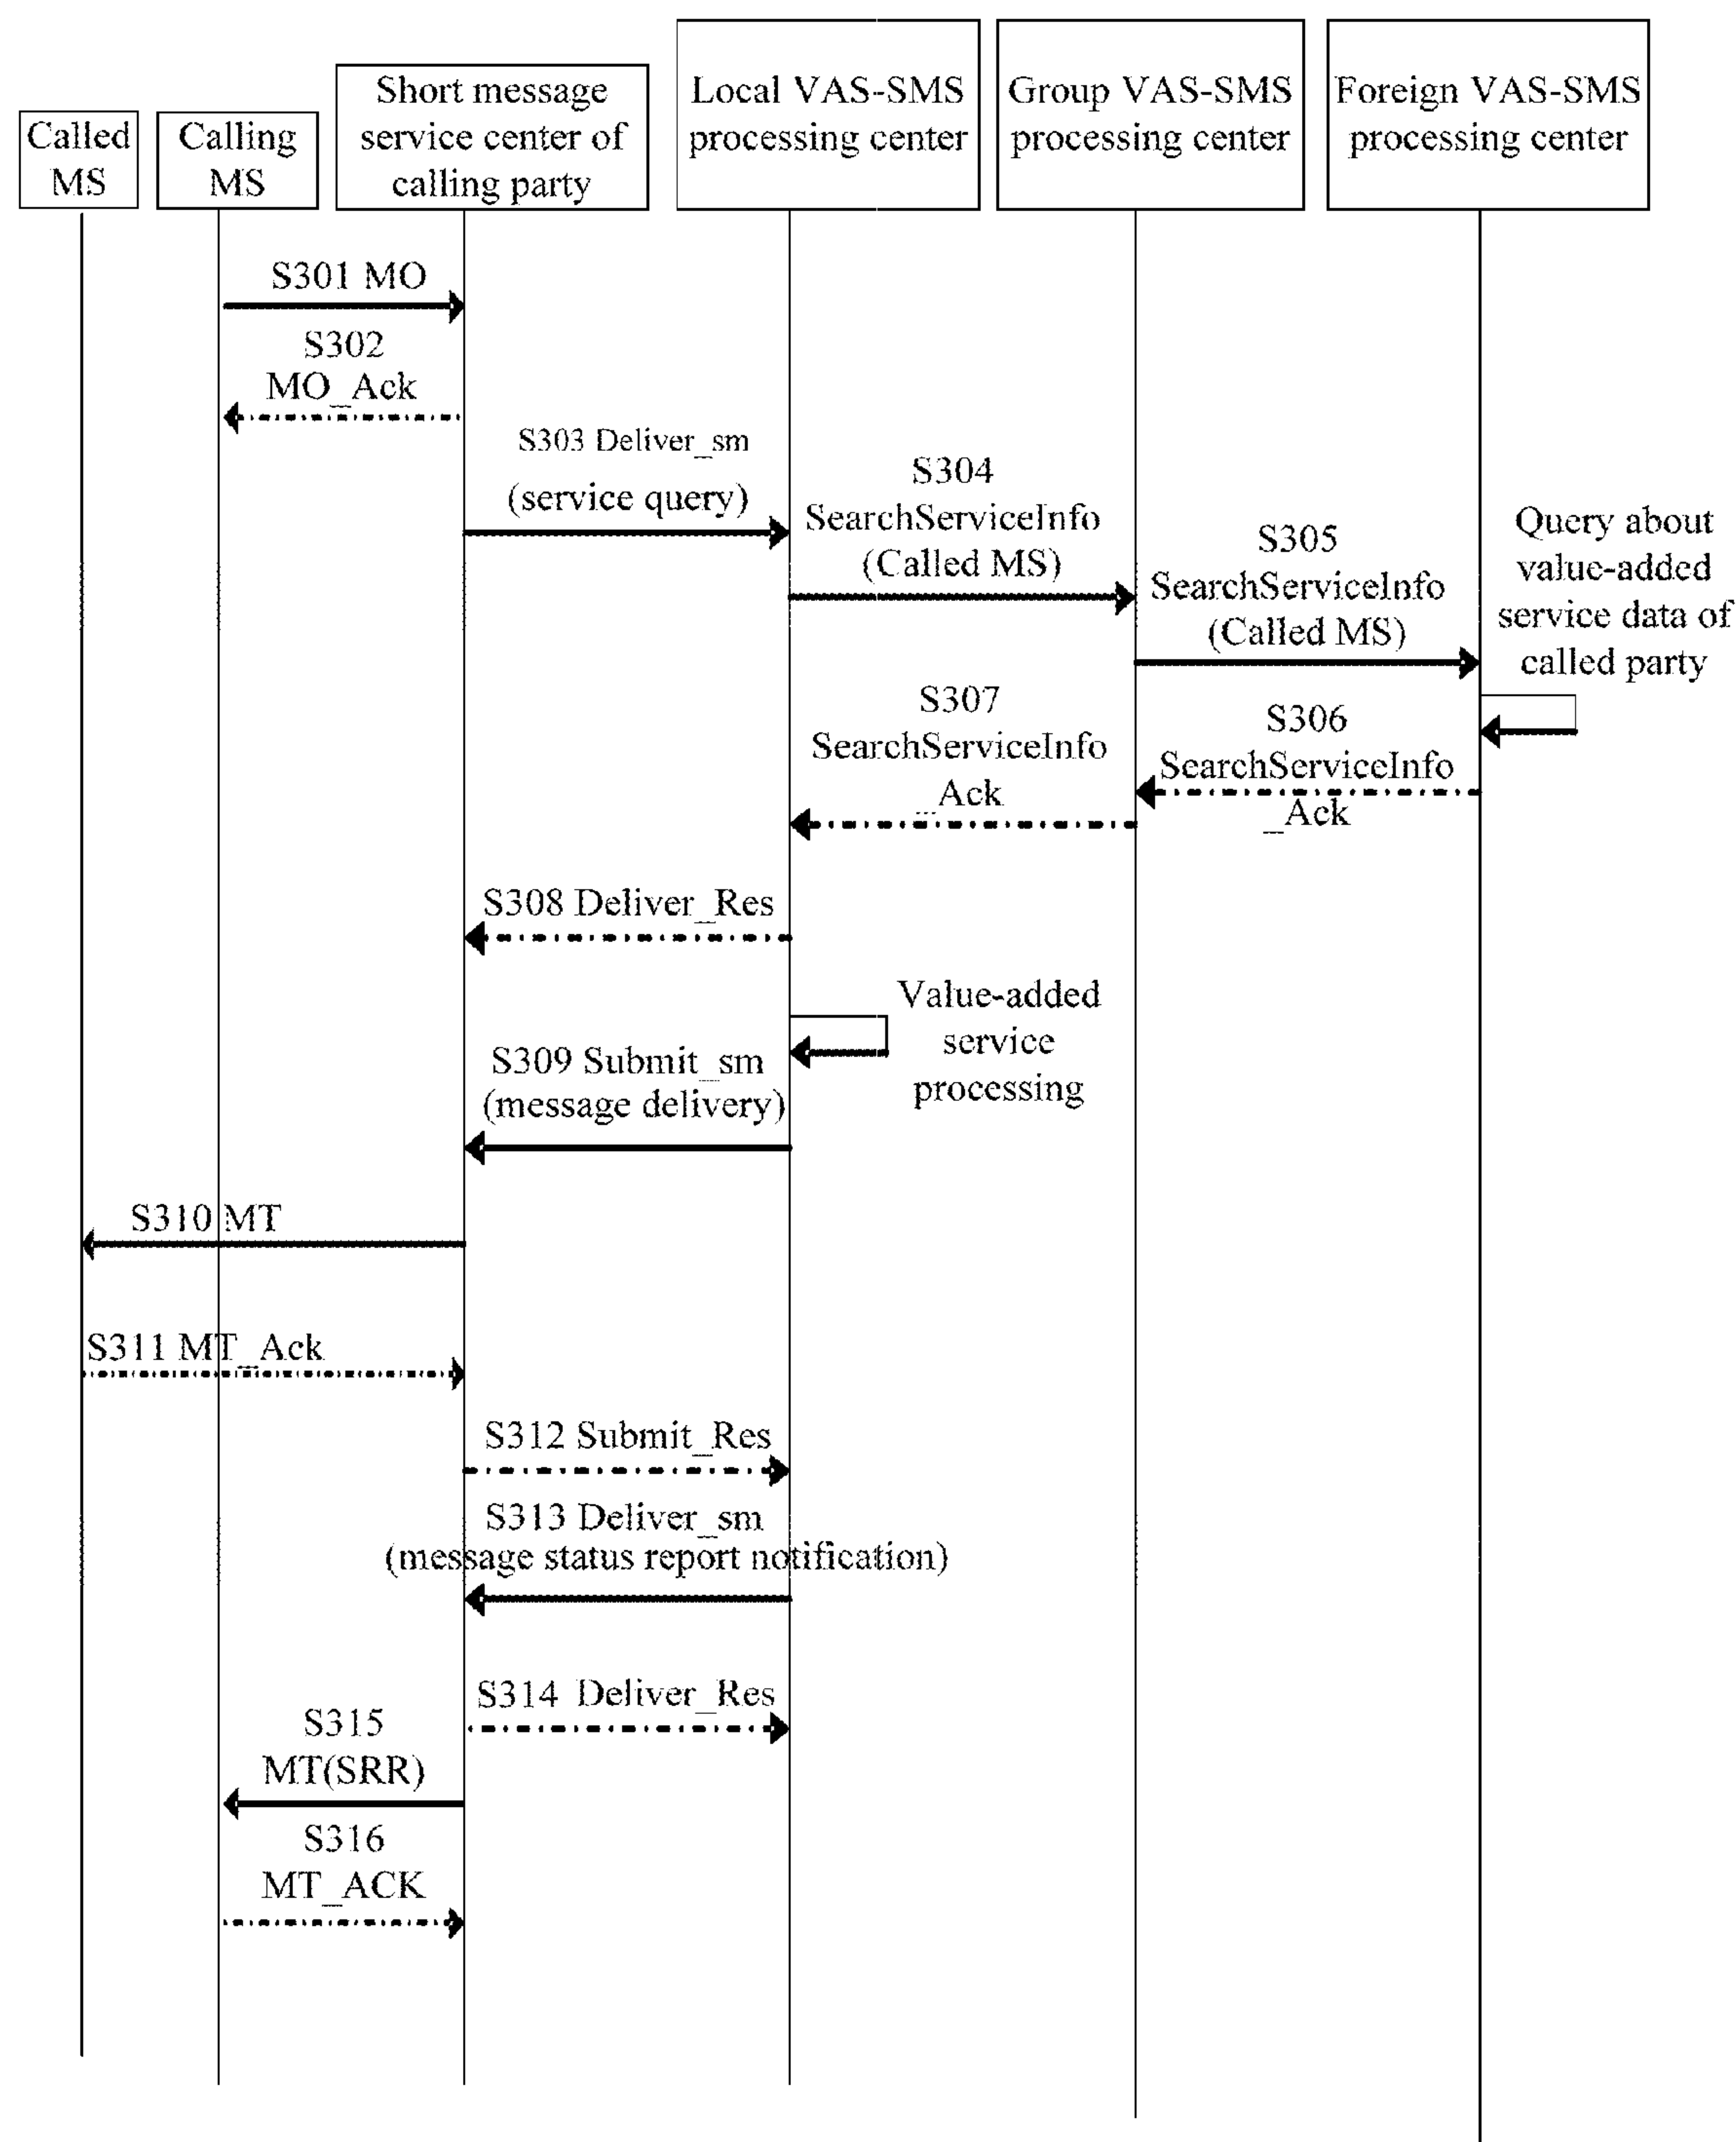 Called
MS
Calling
MS
Short message
service center of
calling party
Local VAS-SMS
processing center
Group VAS-SMS
processing center
Foreign VAS-SMS
processing center
S301 MO
S302
MO_Ack
S303 Deliver_sm
(service query)
S304
SearchServiceInfo
(Called MS)
S305
SearchServiceInfo
(Called MS)
Query about
value-added
service data of
called party
S306
SearchServiceInfo
_Ack
S307
SearchServiceInfo
_Ack
S308 Deliver_Res
Value-added
service
processing
S309 Submit_sm
(message delivery)
S310 MT
S311 MT_Ack
S312 Submit_Res
S313 Deliver_sm
(message status report notification)
S314 Deliver_Res
S315
MT(SRR)
S316
MT_ACK